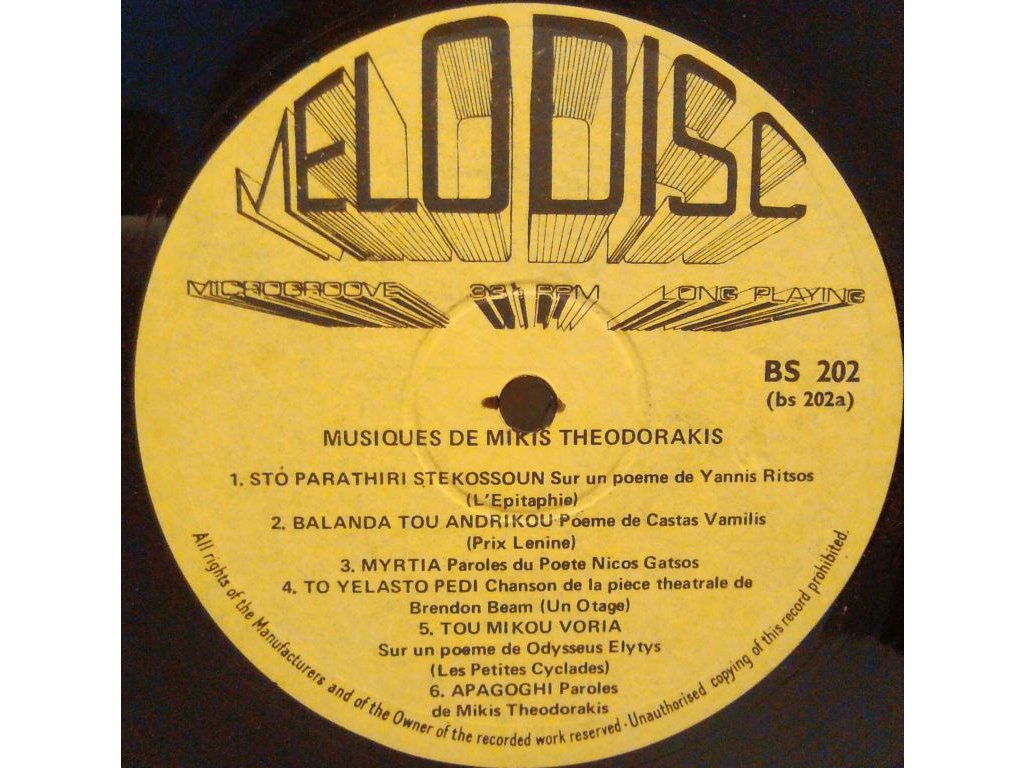 MELODISC
MICROGROOVE 33⅓ RPM LONG PLAYING
BS 202
(bs 202a)
MUSIQUES DE MIKIS THEODORAKIS
1. STÓ PARATHIRI STEKOSSOUN Sur un poeme de Yannis Ritsos
(L'Epitaphie)
2. BALANDA TOU ANDRIKOU Poeme de Castas Vamilis
(Prix Lenine)
3. MYRTIA Paroles du Poete Nicos Gatsos
4. TO YELASTO PEDI Chanson de la pièce theatrale de
Brendon Beam (Un Otage)
5. TOU MIKOU VORIA
Sur un poeme de Odysseus Elytys
(Les Petites Cyclades)
6. APAGOGHI Paroles
de Mikis Theodorakis
All rights of the Manufacturers and of the Owner of the recorded work reserved - Unauthorised copying of this record prohibited.